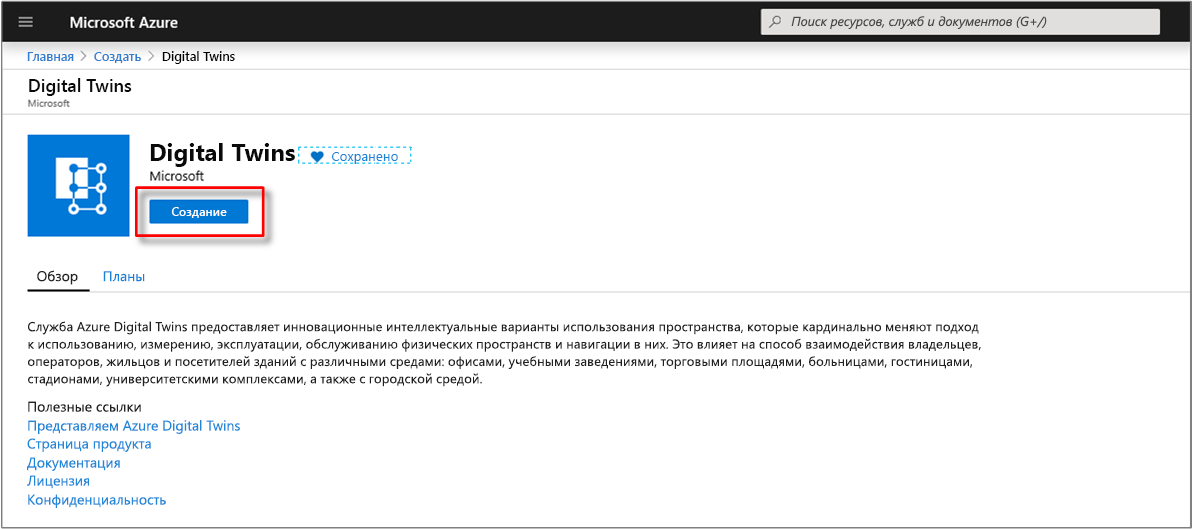 Microsoft Azure
Поиск ресурсов, служб и документов (G+/)
Главная > Создать > Digital Twins
Digital Twins
Microsoft
Digital Twins
Сохранено
Microsoft
Создание
Обзор
Планы
Служба Azure Digital Twins предоставляет инновационные интеллектуальные варианты использования пространства, которые кардинально меняют подход
к использованию, измерению, эксплуатации, обслуживанию физических пространств и навигации в них. Это влияет на способ взаимодействия владельцев,
операторов, жильцов и посетителей зданий с различными средами: офисами, учебными заведениями, торговыми площадями, больницами, гостиницами,
стадионами, университетскими комплексами, а также с городской средой.
Полезные ссылки
Представляем Azure Digital Twins
Страница продукта
Документация
Лицензия
Конфиденциальность